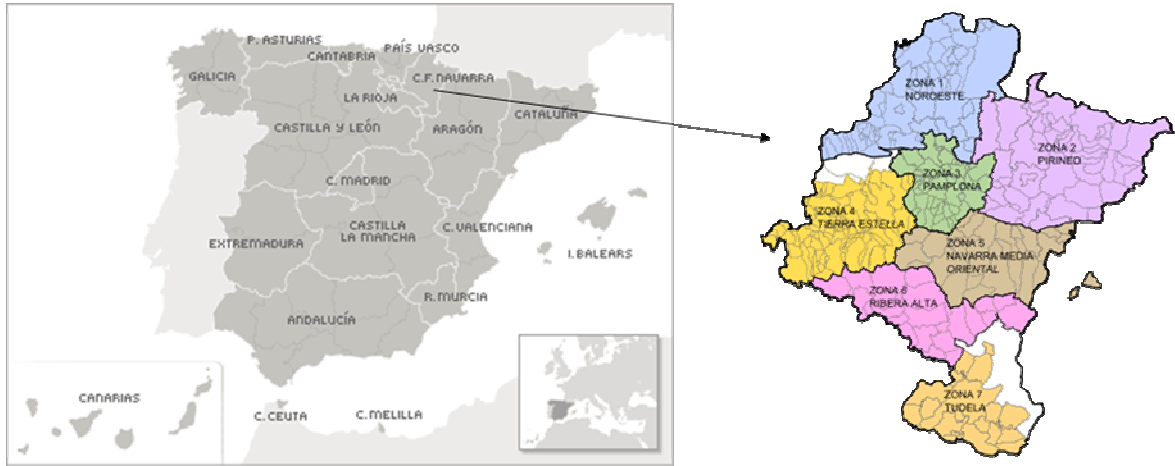 P. ASTURIAS
CANTABRIA
PAÍS VASCO
GALICIA
C.F. NAVARRA
LA RIOJA
CATALUÑA
CASTILLA Y LEÓN
ARAGÓN
C. MADRID
CASTILLA
LA MANCHA
C. VALENCIANA
EXTREMADURA
I. BALEARS
R. MURCIA
ANDALUCÍA
CANARIAS
C. CEUTA
C. MELILLA
ZONA 1
NOROESTE
ZONA 2
PIRINEO
ZONA 3
PAMPLONA
ZONA 4
TIERRA ESTELLA
ZONA 5
NAVARRA MEDIA
ORIENTAL
ZONA 6
RIBERA ALTA
ZONA 7
TUDELA